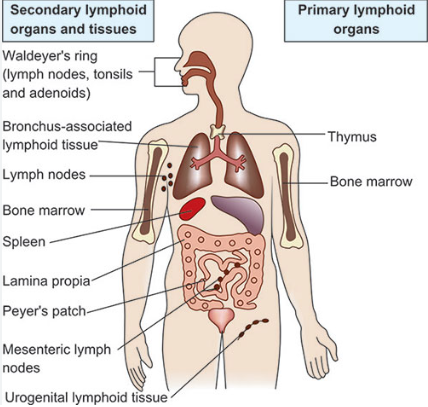 Secondary lymphoid
organs and tissues
Primary lymphoid
organs
Waldeyer's ring
(lymph nodes, tonsils
and adenoids)
Bronchus-associated
lymphoid tissue
Lymph nodes
Bone marrow
Spleen
Lamina propia
Peyer's patch
Mesenteric lymph
nodes
Urogenital lymphoid tissue
Thymus
Bone marrow